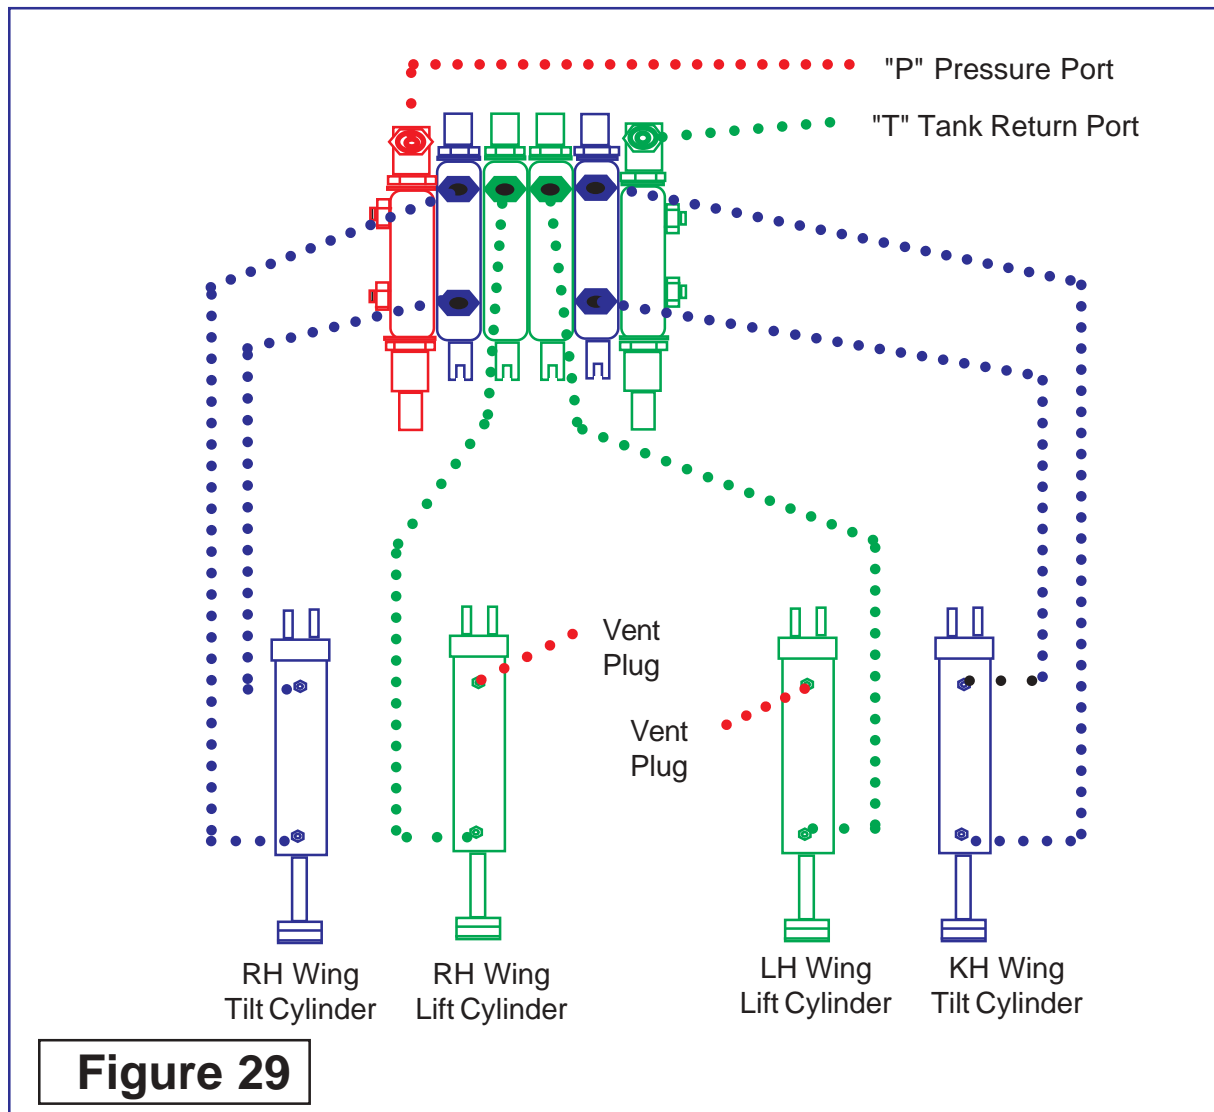 "P" Pressure Port
"T" Tank Return Port
Vent
Plug
Vent
Plug
RH Wing
Tilt Cylinder
RH Wing
Lift Cylinder
LH Wing
Lift Cylinder
KH Wing
Tilt Cylinder
Figure 29